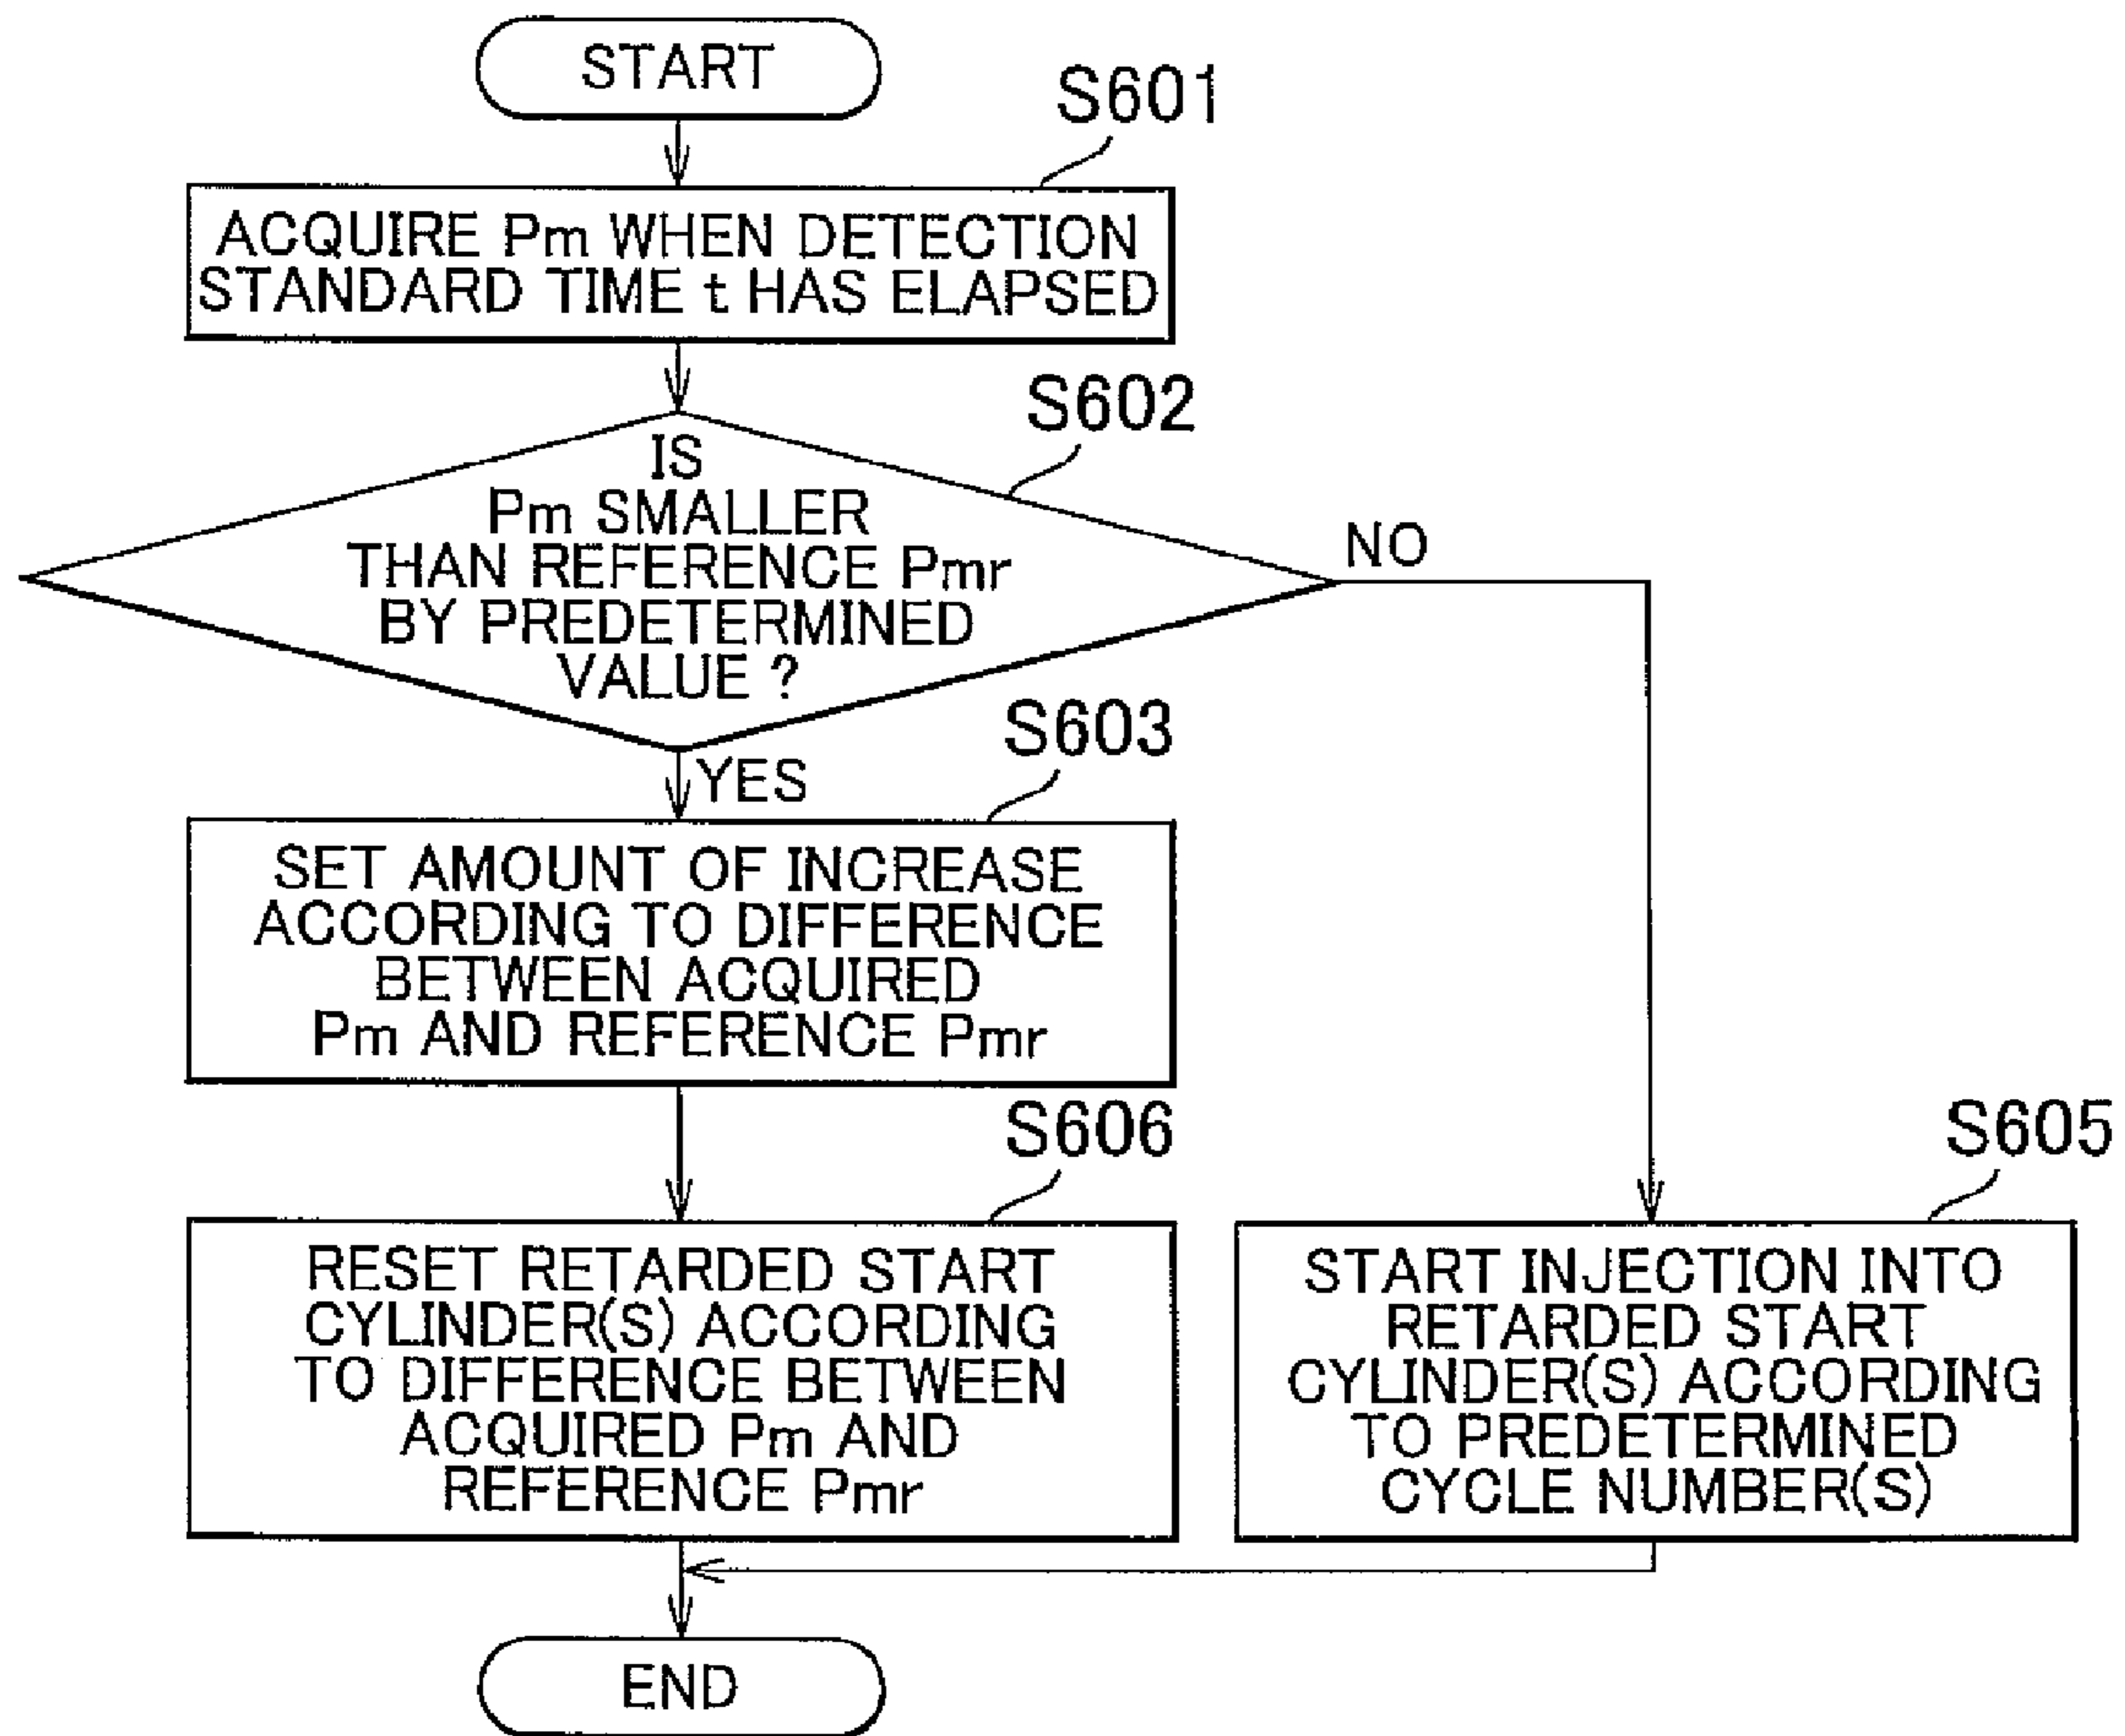 START
S601
ACQUIRE Pm WHEN DETECTION
STANDARD TIME t HAS ELAPSED
S602
IS
Pm SMALLER
THAN REFERENCE Pmr
BY PREDETERMINED
VALUE ?
NO
YES
S603
SET AMOUNT OF INCREASE
ACCORDING TO DIFFERENCE
BETWEEN ACQUIRED
Pm AND REFERENCE Pmr
S606
RESET RETARDED START
CYLINDER(S) ACCORDING
TO DIFFERENCE BETWEEN
ACQUIRED Pm AND
REFERENCE Pmr
S605
START INJECTION INTO
RETARDED START
CYLINDER(S) ACCORDING
TO PREDETERMINED
CYCLE NUMBER(S)
END